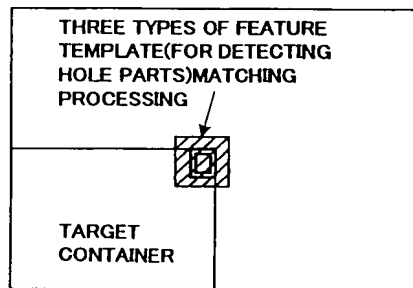 THREE TYPES OF FEATURE
TEMPLATE(FOR DETECTING
HOLE PARTS)MATCHING
PROCESSING
TARGET
CONTAINER